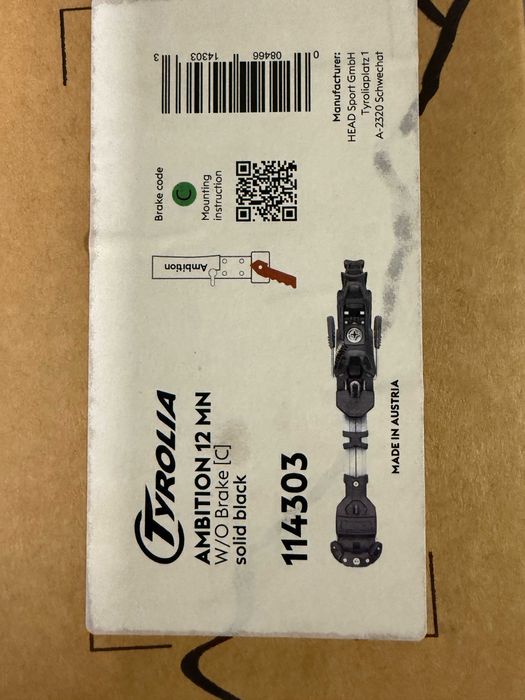 TYROLIA
AMBITION 12 MN
W/O Brake [C]
solid black
114303
Ambition
Brake code
C
Mounting
instruction
0 08466 14303 3
Manufacturer:
HEAD Sport GmbH
Tyroliaplatz 1
A-2320 Schwechat
MADE IN AUSTRIA